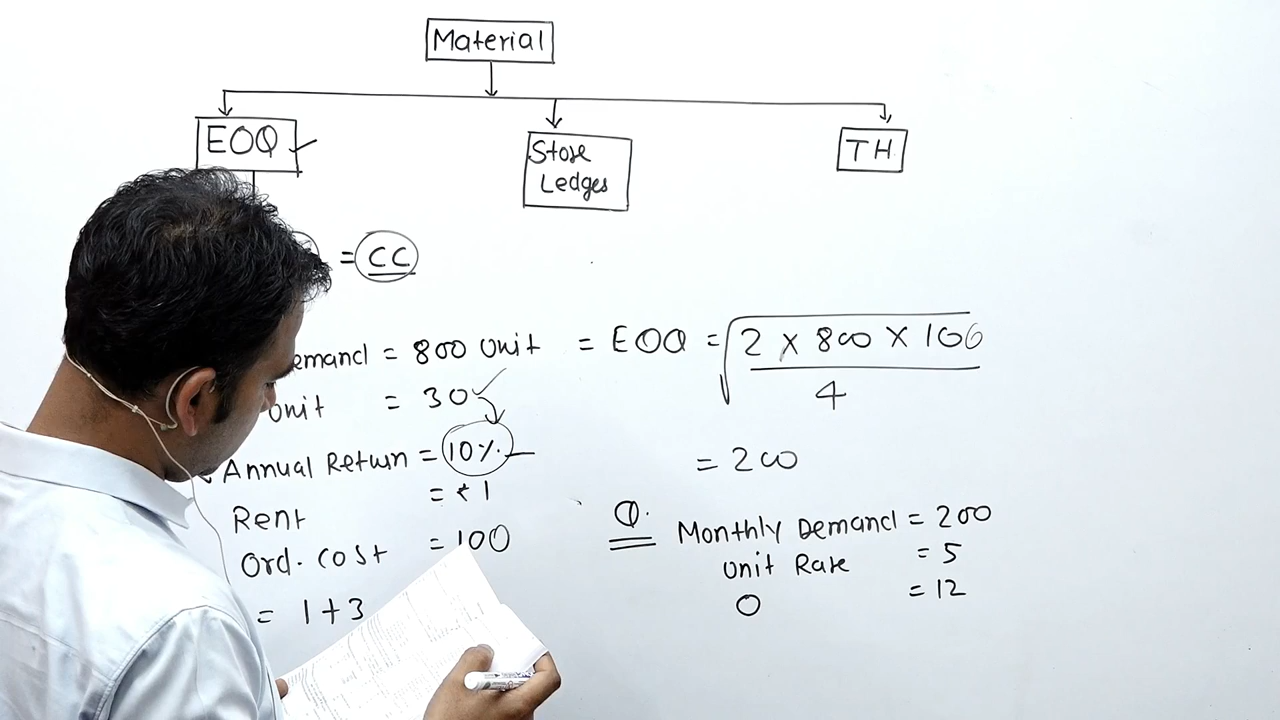 Material
EOQ
Store
Ledges
TH
= CC
emand = 800 Unit
= EOQ = √2 X 800 X 100
4
Unit = 30
Annual Return = 10%
= 200
Rent = ₹1
Ord. Cost = 100
= 1+3
Q.
Monthly Demand = 200
Unit Rate = 5
O = 12